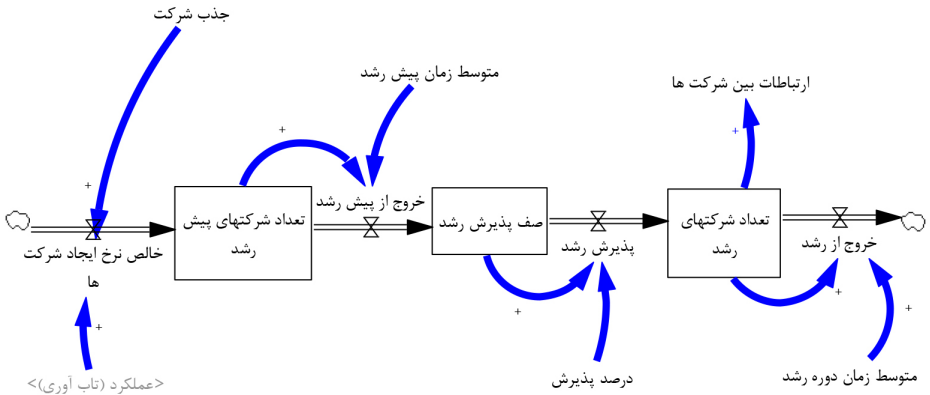 جذب شرکت
متوسط زمان پیش رشد
ارتباطات بین شرکت ها
+
+
+
خروج از پیش رشد
تعداد شرکتهای پیش
رشد
صف پذیرش رشد
تعداد شرکتهای
رشد
خالص نرخ ایجاد شرکت
ها
پذیرش رشد
خروج از رشد
+
+
+
+
<عملکرد (تاب آوری)>
درصد پذیرش
متوسط زمان دوره رشد